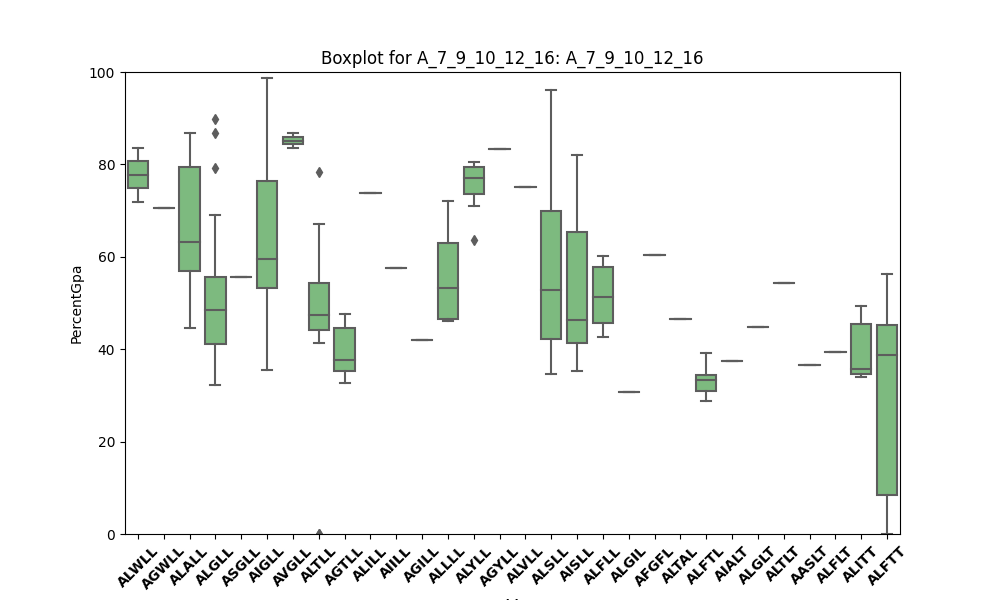 Boxplot for A_7_9_10_12_16: A_7_9_10_12_16
PercentGpa
100
80
60
40
20
0
ALWLL
AGWLL
ALALL
ALGLL
ASGLL
AIGLL
AVGLL
ALTLL
AGTLL
ALILL
AIILL
AGILL
ALLLL
ALYLL
AGYLL
ALVLL
ALSLL
AISLL
ALFLL
ALGIL
AFGFL
ALTAL
ALFTL
AIALT
ALGLT
ALTLT
AASLT
ALFLT
ALITT
ALFTT